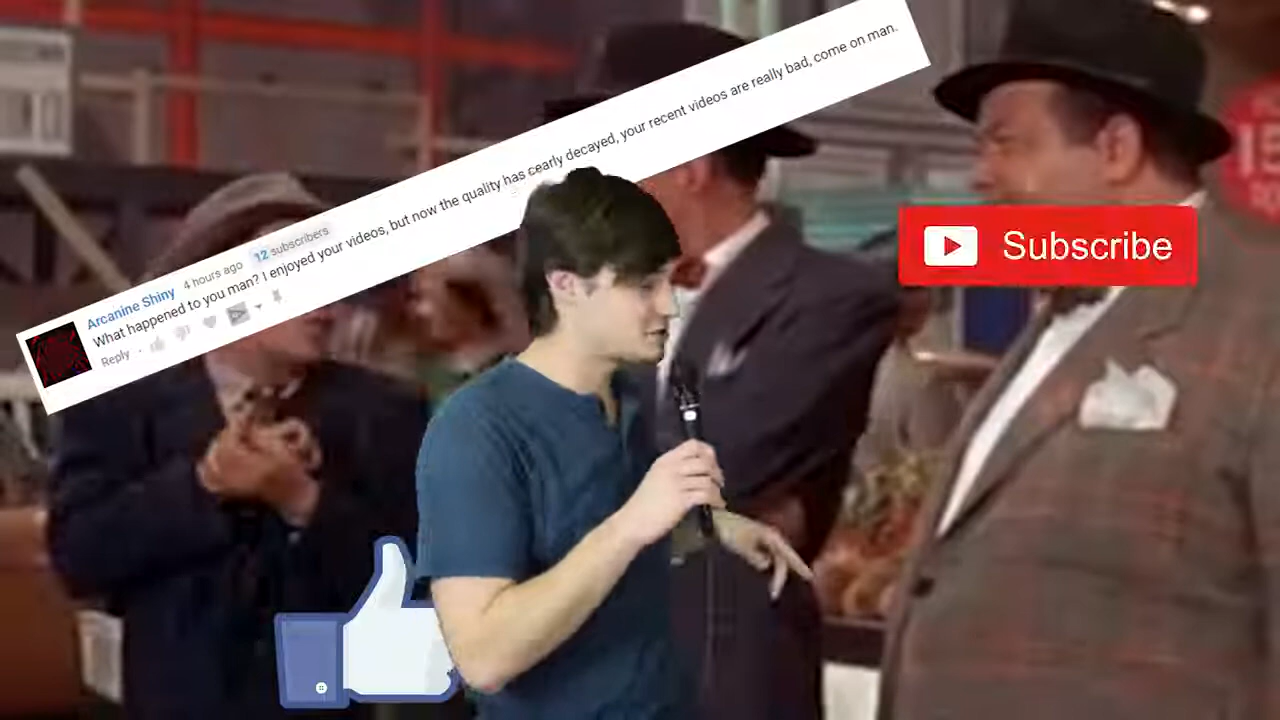 Arcanine Shiny 4 hours ago 12 subscribers
What happened to you man? I enjoyed your videos, but now the quality has cearly decayed, your recent videos are really bad, come on man.
Reply
Subscribe
15